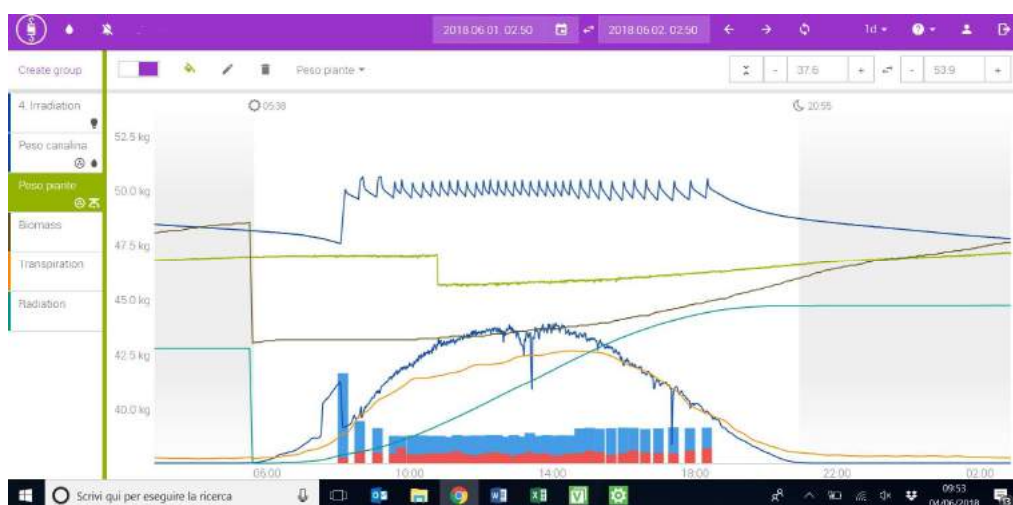 2018.06.01. 02:50
2018.06.02. 02:50
1d
Create group
Peso piante
37.6
53.9
4. Irradiation
Peso canalina
Peso piante
Biomass
Transpiration
Radiation
05:38
20:55
52.5 kg
50.0 kg
47.5 kg
45.0 kg
42.5 kg
40.0 kg
06:00
10:00
14:00
18:00
22:00
02:00
Scrivi qui per eseguire la ricerca
09:53
04/06/2018